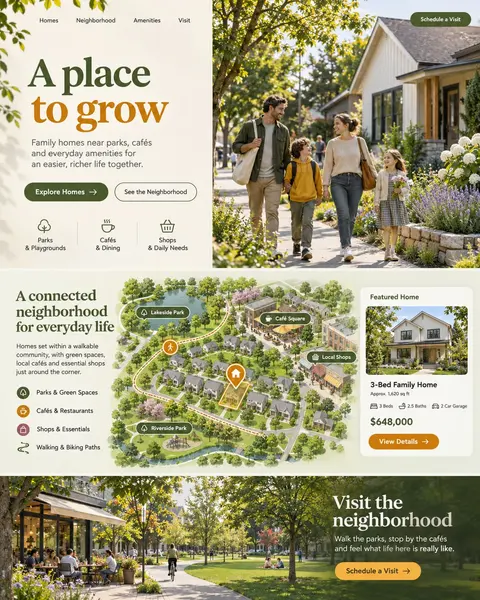 Homes
Neighborhood
Amenities
Visit
Schedule a Visit
A place
to grow
Family homes near parks, cafés
and everyday amenities for
an easier, richer life together.
Explore Homes →
See the Neighborhood
Parks
& Playgrounds
Cafés
& Dining
Shops
& Daily Needs
A connected
neighborhood
for everyday life
Homes set within a walkable
community, with green spaces,
local cafés and essential shops
just around the corner.
Parks & Green Spaces
Cafés & Restaurants
Shops & Essentials
Walking & Biking Paths
Lakeside Park
Café Square
Local Shops
Riverside Park
Featured Home
3-Bed Family Home
Approx. 1,620 sq ft
3 Beds
2.5 Baths
2 Car Garage
$648,000
View Details →
Visit the
neighborhood
Walk the parks, stop by the cafés
and feel what life here is really like.
Schedule a Visit →